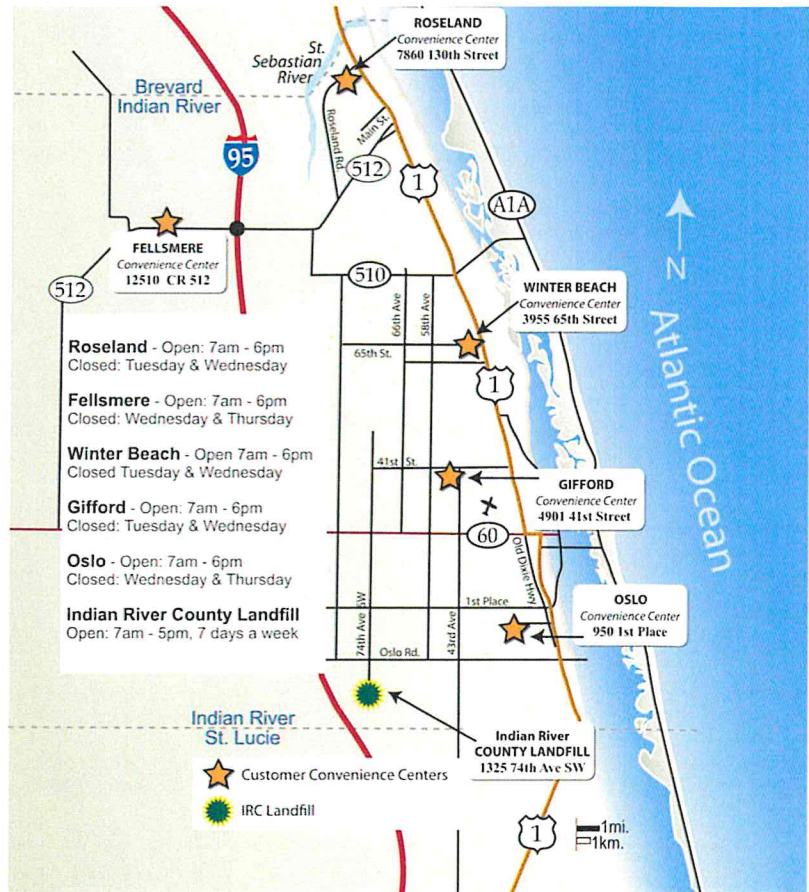 ROSELAND
Convenience Center
7860 130th Street
St.
Sebastian
River
Brevard
Indian River
Roseland Rd.
Main St.
95
512
1
A1A
FELLSMERE
Convenience Center
12510 CR 512
512
510
N
66th Ave
58th Ave
WINTER BEACH
Convenience Center
3955 65th Street
65th St.
Atlantic Ocean
Roseland - Open: 7am - 6pm
Closed: Tuesday & Wednesday
Fellsmere - Open: 7am - 6pm
Closed: Wednesday & Thursday
Winter Beach - Open 7am - 6pm
Closed Tuesday & Wednesday
Gifford - Open: 7am - 6pm
Closed: Tuesday & Wednesday
Oslo - Open: 7am - 6pm
Closed: Wednesday & Thursday
Indian River County Landfill
Open: 7am - 5pm, 7 days a week
1
41st St.
GIFFORD
Convenience Center
4901 41st Street
60
Old Dixie Hwy
1st Place
74th Ave SW
43rd Ave
OSLO
Convenience Center
950 1st Place
Oslo Rd.
Indian River
St. Lucie
Indian River
COUNTY LANDFILL
1325 74th Ave SW
Customer Convenience Centers
IRC Landfill
1
1mi.
1km.